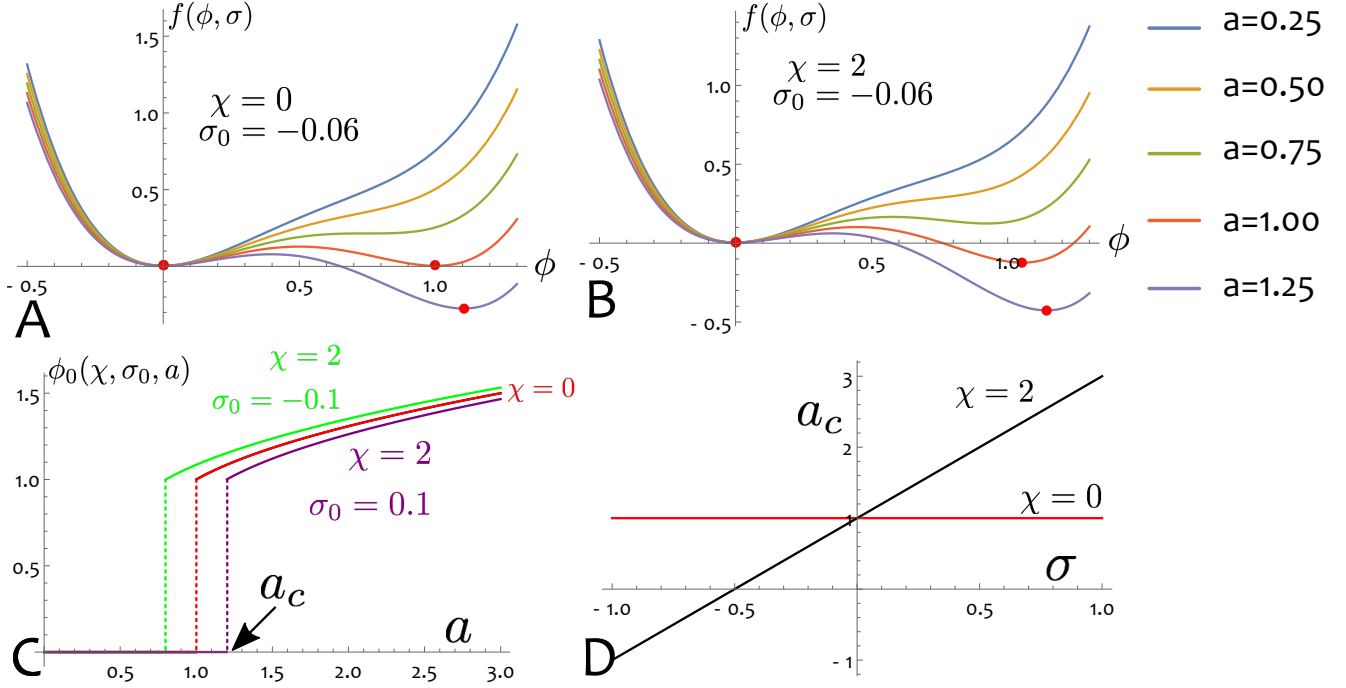 f(ϕ, σ)
1.5
1.0
0.5
χ = 0
σ₀ = −0.06
- 0.5
0.5
1.0
ϕ
A
f(ϕ, σ)
1.0
0.5
- 0.5
χ = 2
σ₀ = −0.06
- 0.5
0.5
1.0
ϕ
B
a=0.25
a=0.50
a=0.75
a=1.00
a=1.25
ϕ₀(χ, σ₀, a)
1.5
1.0
0.5
χ = 2
σ₀ = −0.1
χ = 0
χ = 2
σ₀ = 0.1
a_c
a
0.5
1.0
1.5
2.0
2.5
3.0
C
a_c
3
2
1
- 1
χ = 2
χ = 0
σ
- 1.0
- 0.5
0.5
1.0
D